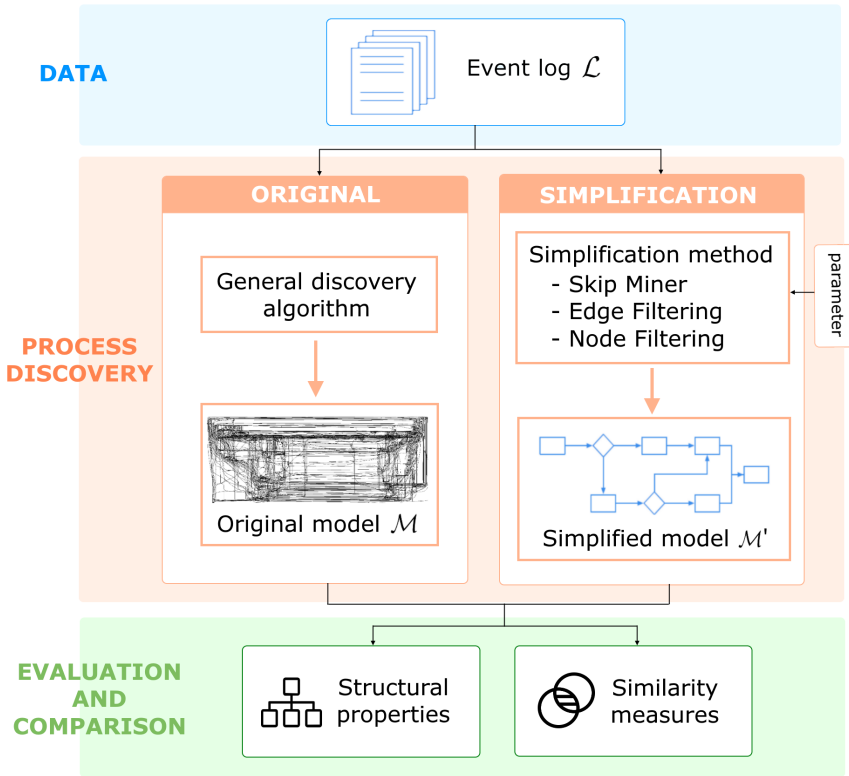 DATA
Event log ℒ
PROCESS
DISCOVERY
ORIGINAL
General discovery
algorithm
Original model ℳ
SIMPLIFICATION
Simplification method
- Skip Miner
- Edge Filtering
- Node Filtering
parameter
Simplified model ℳ'
EVALUATION
AND
COMPARISON
Structural
properties
Similarity
measures